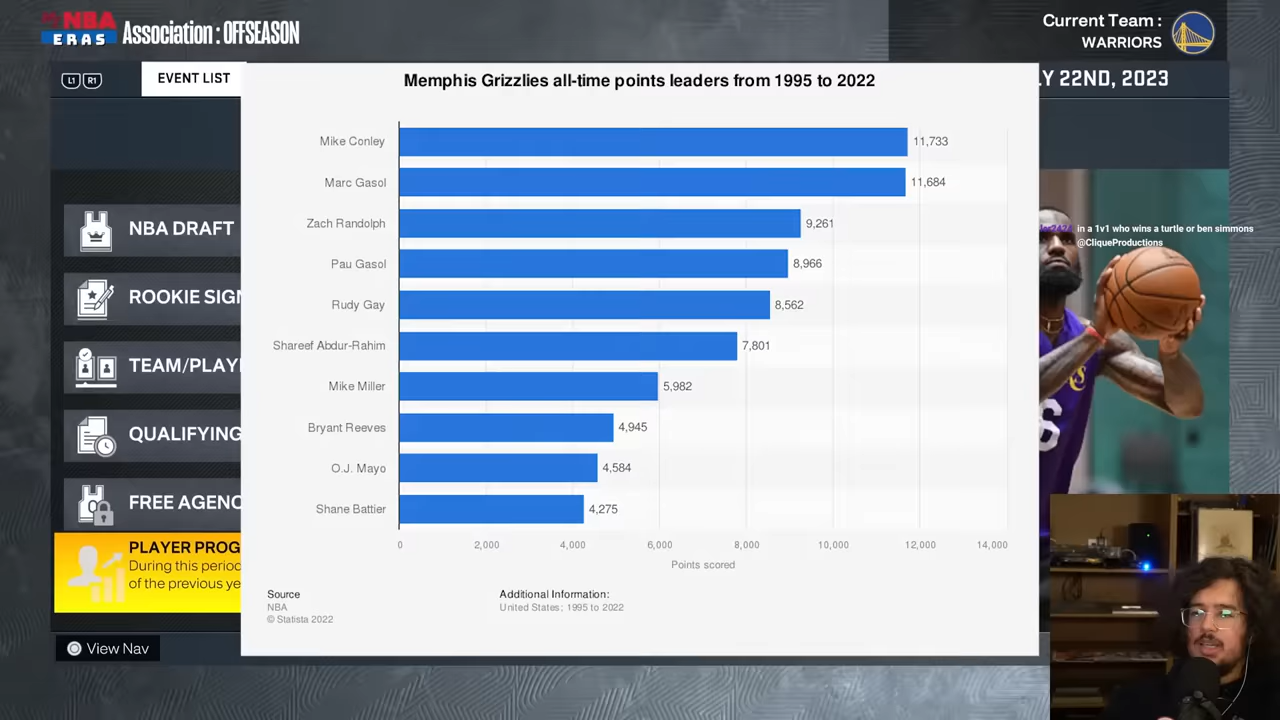 NBA
ERAS
Association : OFFSEASON
Current Team :
WARRIORS
L1 R1
EVENT LIST
LY 22ND, 2023
Memphis Grizzlies all-time points leaders from 1995 to 2022
Mike Conley 11,733
Marc Gasol 11,684
Zach Randolph 9,261
Pau Gasol 8,966
Rudy Gay 8,562
Shareef Abdur-Rahim 7,801
Mike Miller 5,982
Bryant Reeves 4,945
O.J. Mayo 4,584
Shane Battier 4,275
0 2,000 4,000 6,000 8,000 10,000 12,000 14,000
Points scored
Source
NBA
© Statista 2022
Additional Information:
United States; 1995 to 2022
NBA DRAFT
ROOKIE SIGN
TEAM/PLAY
QUALIFYING
FREE AGENC
PLAYER PROG
During this period
of the previous ye
in a 1v1 who wins a turtle or ben simmons
@CliqueProductions
6
View Nav